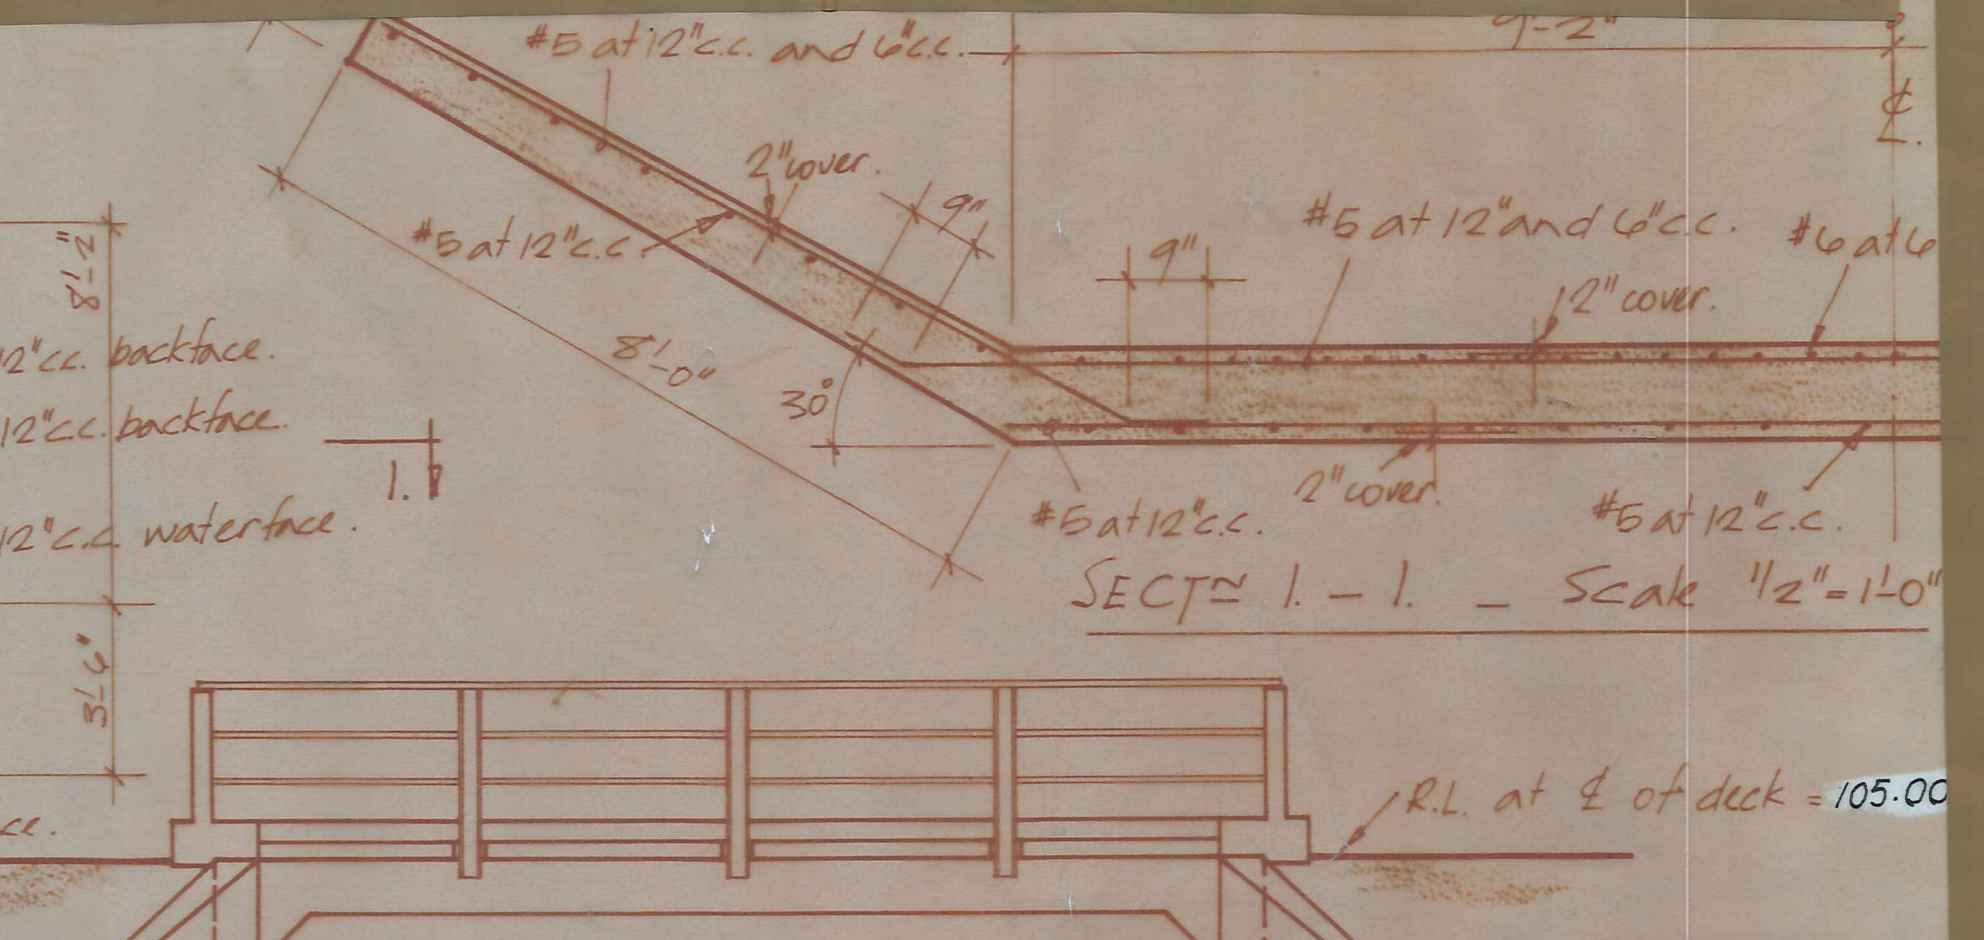 #5 at 12"c.c. and 6"c.c.
9'-2"
℄
2"cover.
9"
#5 at 12"c.c.
#5 at 12"and 6"c.c.
#6 at 6
8'-2"
9"
2"cover.
12"c.c. backface.
8'-0"
30°
12"c.c. backface.
1.
2"cover.
#5 at 12"c.c.
#5 at 12"c.c.
12"c.c. waterface.
SECTN 1. - 1. - Scale 1/2"=1'-0"
3'-6"
R.L. at ℄ of deck = 105.00
ce.